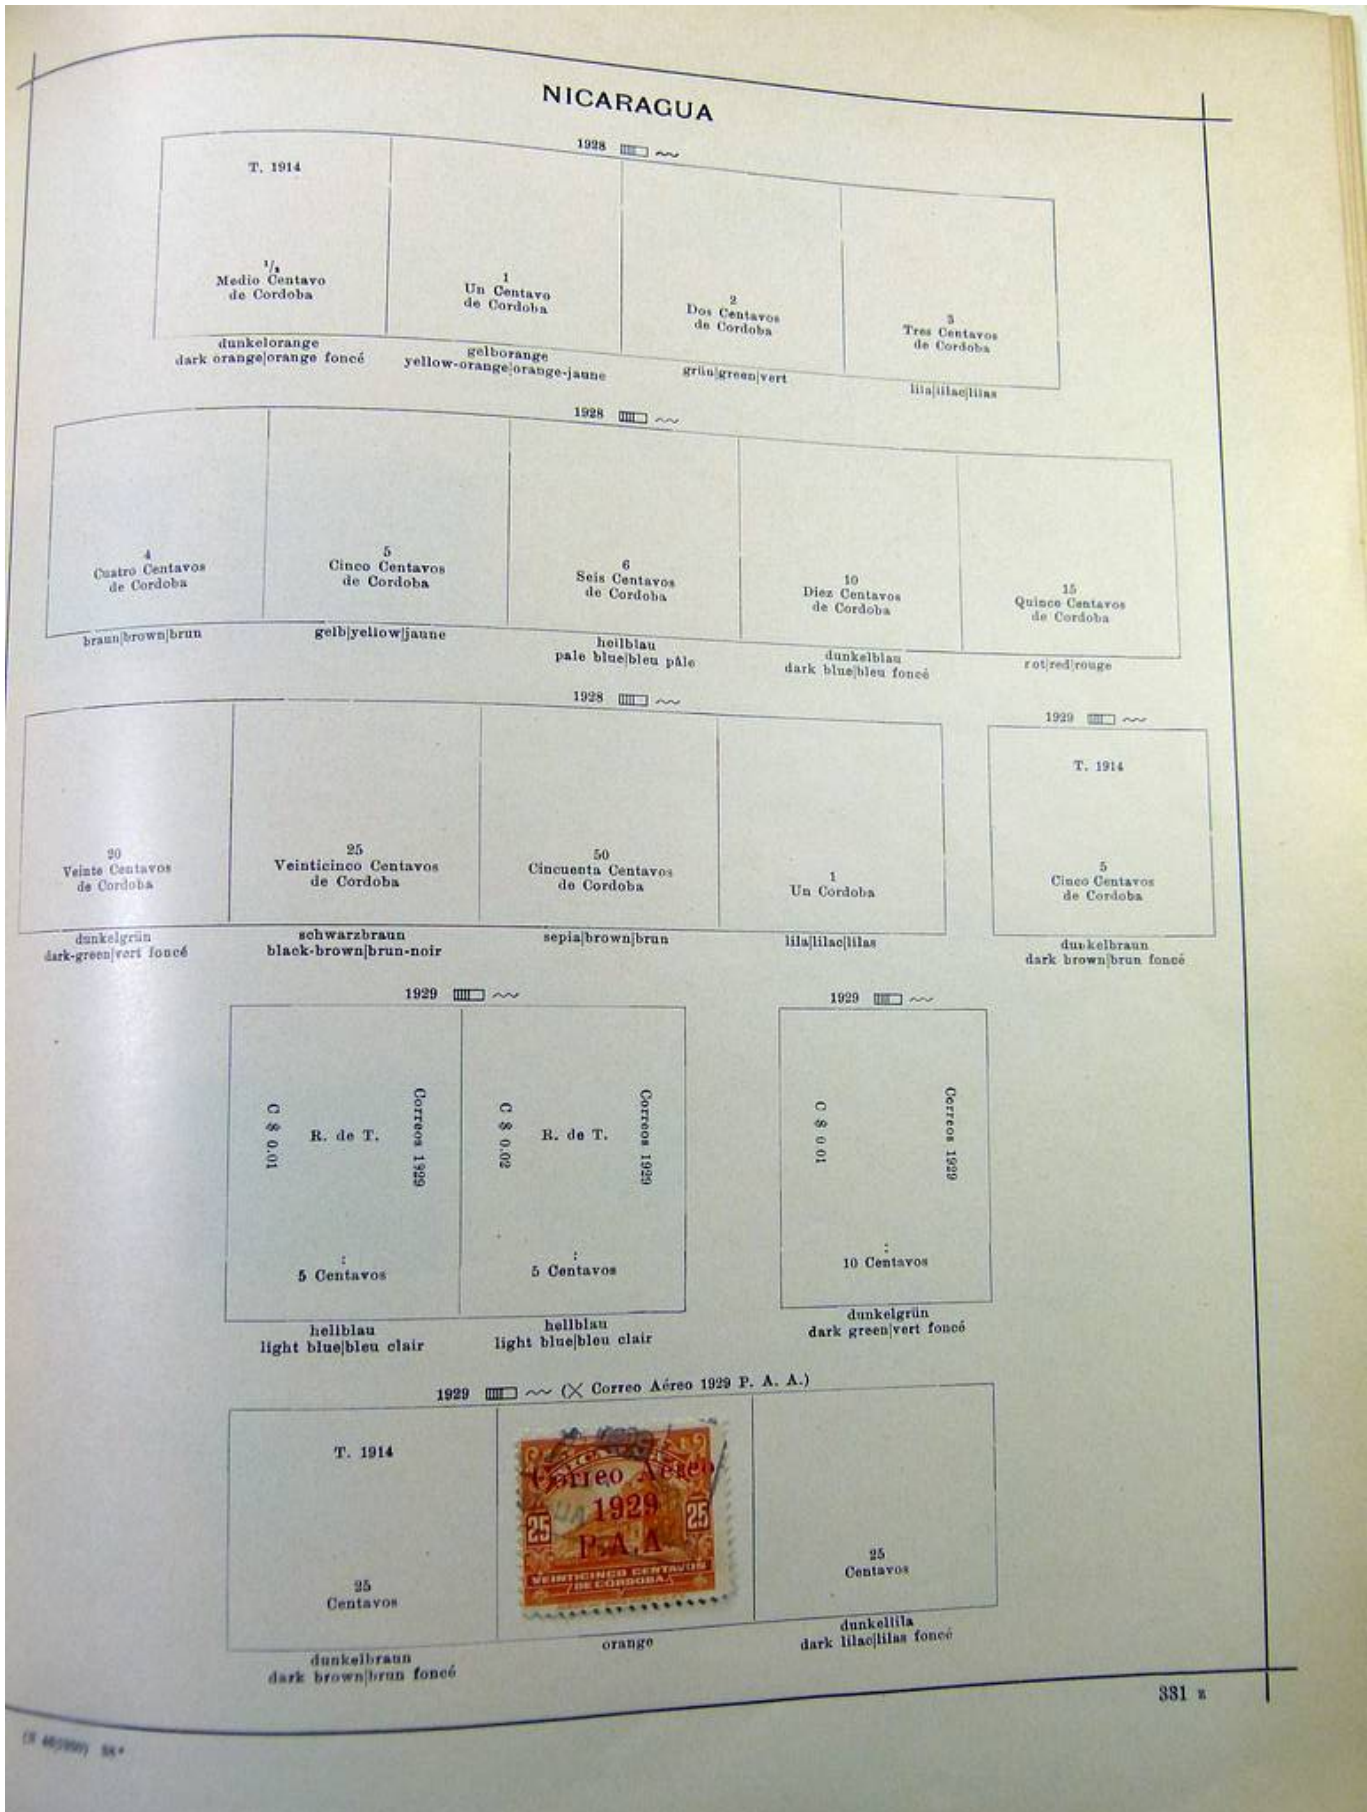 NICARAGUA
1928
T. 1914
1/2
Medio Centavo
de Cordoba
1
Un Centavo
de Cordoba
2
Dos Centavos
de Cordoba
3
Tres Centavos
de Cordoba
dunkelorange
dark orange|orange foncé
gelborange
yellow-orange|orange-jaune
grün|green|vert
lila|lilac|lilas
1928
4
Cuatro Centavos
de Cordoba
5
Cinco Centavos
de Cordoba
6
Seis Centavos
de Cordoba
10
Diez Centavos
de Cordoba
15
Quince Centavos
de Cordoba
braun|brown|brun
gelb|yellow|jaune
hellblau
pale blue|bleu pâle
dunkelblau
dark blue|bleu foncé
rot|red|rouge
1928
20
Veinte Centavos
de Cordoba
25
Veinticinco Centavos
de Cordoba
50
Cincuenta Centavos
de Cordoba
1
Un Cordoba
dunkelgrün
dark-green|vert foncé
schwarzbraun
black-brown|brun-noir
sepia|brown|brun
lila|lilac|lilas
1929
T. 1914
5
Cinco Centavos
de Cordoba
dunkelbraun
dark brown|brun foncé
1929
C $ 0.01
R. de T.
Correos 1929
5 Centavos
C $ 0.02
R. de T.
Correos 1929
5 Centavos
hellblau
light blue|bleu clair
hellblau
light blue|bleu clair
1929
C $ 0.01
Correos 1929
10 Centavos
dunkelgrün
dark green|vert foncé
1929 (X Correo Aéreo 1929 P. A. A.)
T. 1914
25
Centavos
dunkelbraun
dark brown|brun foncé
Correo Aéreo
1929
P.A.A
25
25
VEINTICINCO CENTAVOS
DE CORDOBA
orange
25
Centavos
dunkellila
dark lilac|lilas foncé
331 z